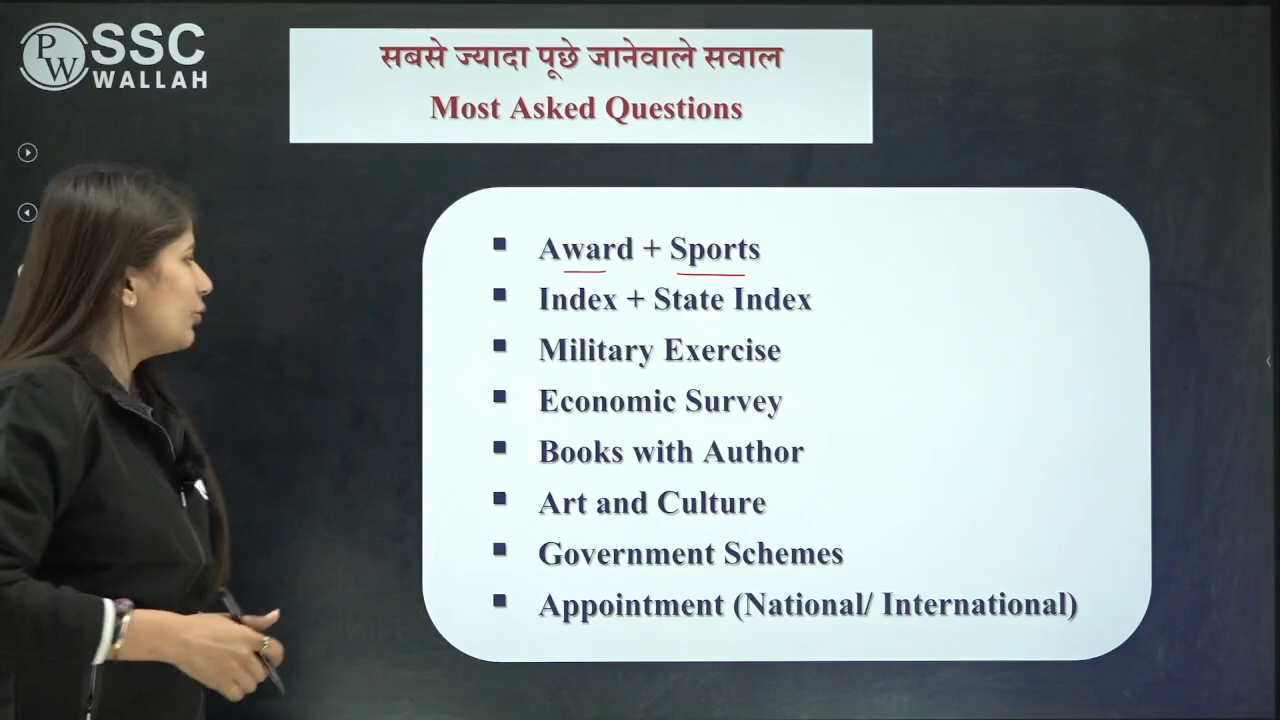 PW SSC
WALLAH
सबसे ज्यादा पूछे जानेवाले सवाल
Most Asked Questions
Award + Sports
Index + State Index
Military Exercise
Economic Survey
Books with Author
Art and Culture
Government Schemes
Appointment (National/ International)